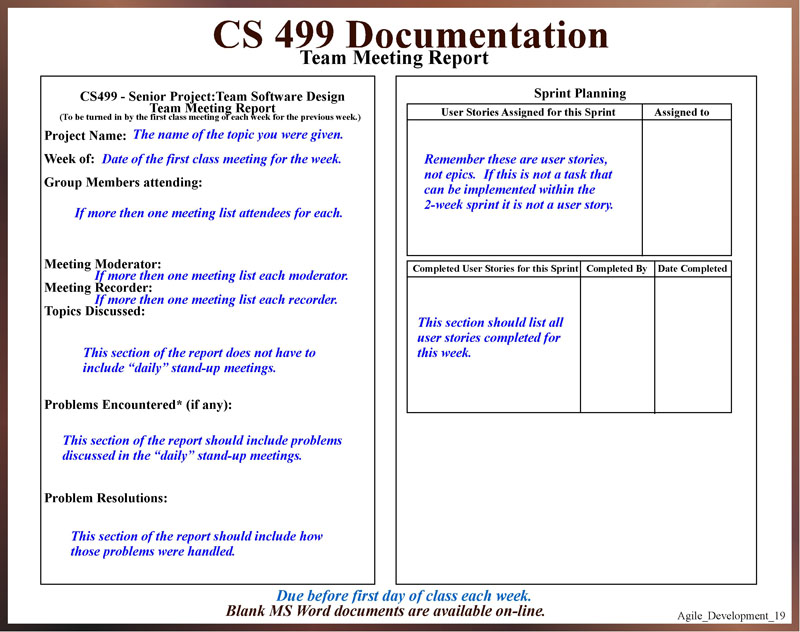 CS 499 Documentation
Team Meeting Report
CS499 - Senior Project:Team Software Design
Team Meeting Report
(To be turned in by the first class meeting of each week for the previous week.)
Project Name: The name of the topic you were given.
Week of: Date of the first class meeting for the week.
Group Members attending:
If more then one meeting list attendees for each.
Meeting Moderator:
If more then one meeting list each moderator.
Meeting Recorder:
If more then one meeting list each recorder.
Topics Discussed:
This section of the report does not have to
include “daily” stand-up meetings.
Problems Encountered* (if any):
This section of the report should include problems
discussed in the “daily” stand-up meetings.
Problem Resolutions:
This section of the report should include how
those problems were handled.
Sprint Planning
User Stories Assigned for this Sprint Assigned to
Remember these are user stories,
not epics. If this is not a task that
can be implemented within the
2-week sprint it is not a user story.
Completed User Stories for this Sprint Completed By Date Completed
This section should list all
user stories completed for
this week.
Due before first day of class each week.
Blank MS Word documents are available on-line.
Agile_Development_19